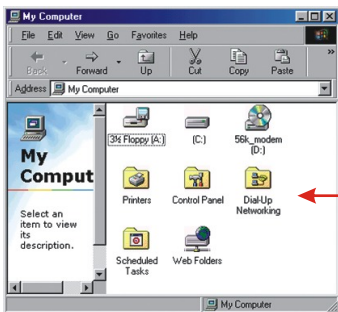 My Computer
File Edit View Go Favorites Help
Back Forward Up Cut Copy Paste »
Address My Computer
3½ Floppy (A:) (C:) 56k_modem (D:)
My Comput
Printers Control Panel Dial-Up Networking
Select an item to view its description.
Scheduled Tasks Web Folders
My Computer